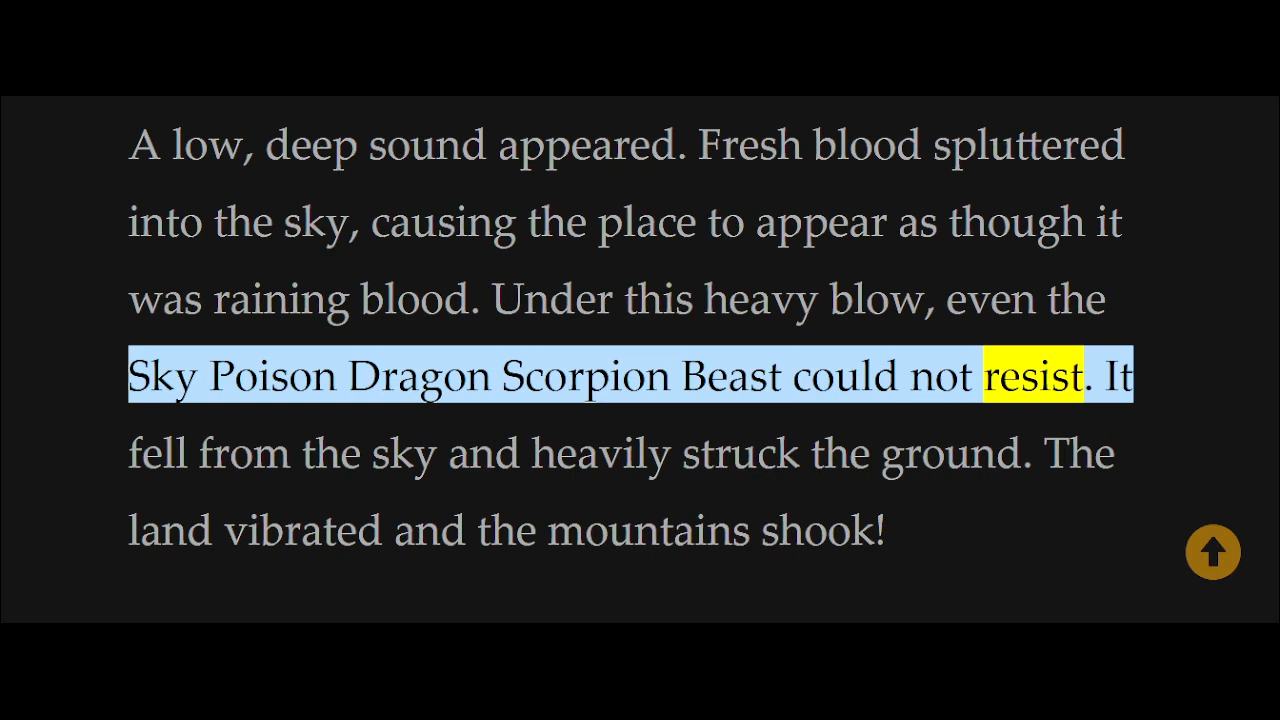 A low, deep sound appeared. Fresh blood spluttered
into the sky, causing the place to appear as though it
was raining blood. Under this heavy blow, even the
Sky Poison Dragon Scorpion Beast could not resist. It
fell from the sky and heavily struck the ground. The
land vibrated and the mountains shook!